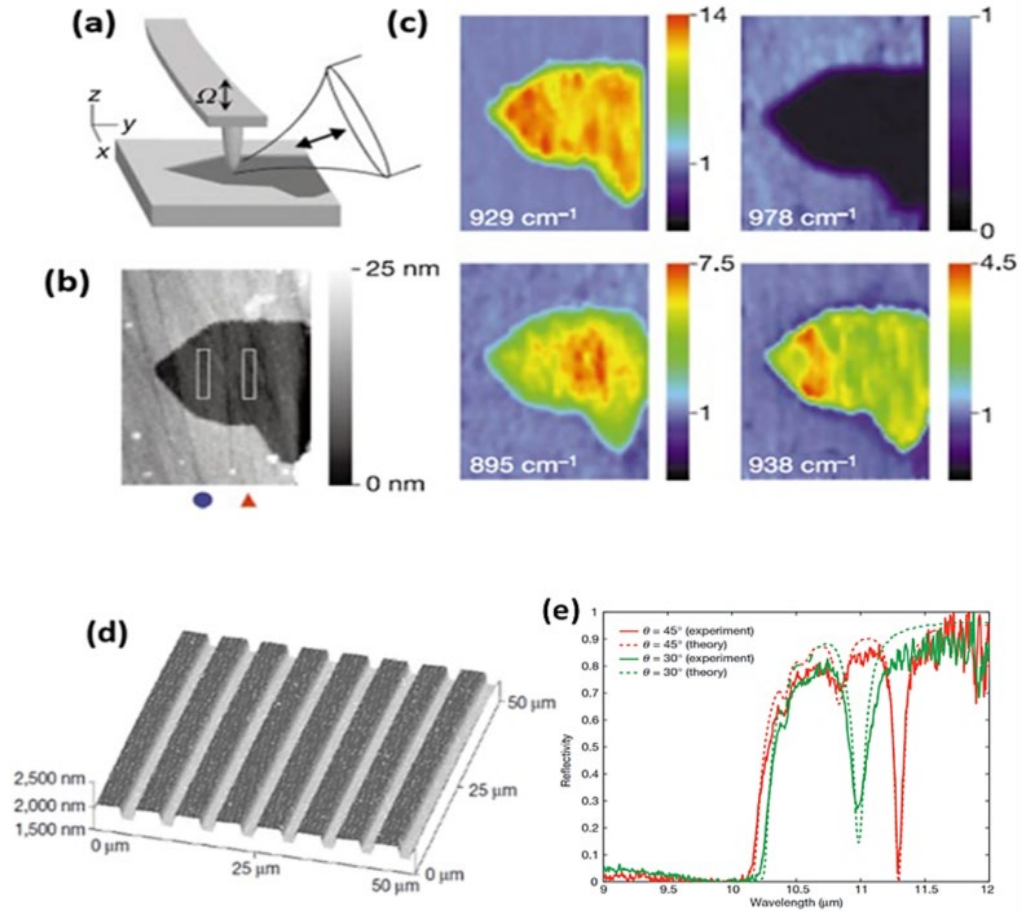 (a)
Ω
z
y
x
(b)
25 nm
0 nm
(c)
14
1
929 cm⁻¹
1
0
978 cm⁻¹
7.5
1
895 cm⁻¹
4.5
1
938 cm⁻¹
(d)
2,500 nm
2,000 nm
1,500 nm
0 μm
25 μm
50 μm
0 μm
25 μm
50 μm
(e)
θ = 45° (experiment)
θ = 45° (theory)
θ = 30° (experiment)
θ = 30° (theory)
Reflectivity
1
0.9
0.8
0.7
0.6
0.5
0.4
0.3
0.2
0.1
0
9
9.5
10
10.5
11
11.5
12
Wavelength (μm)